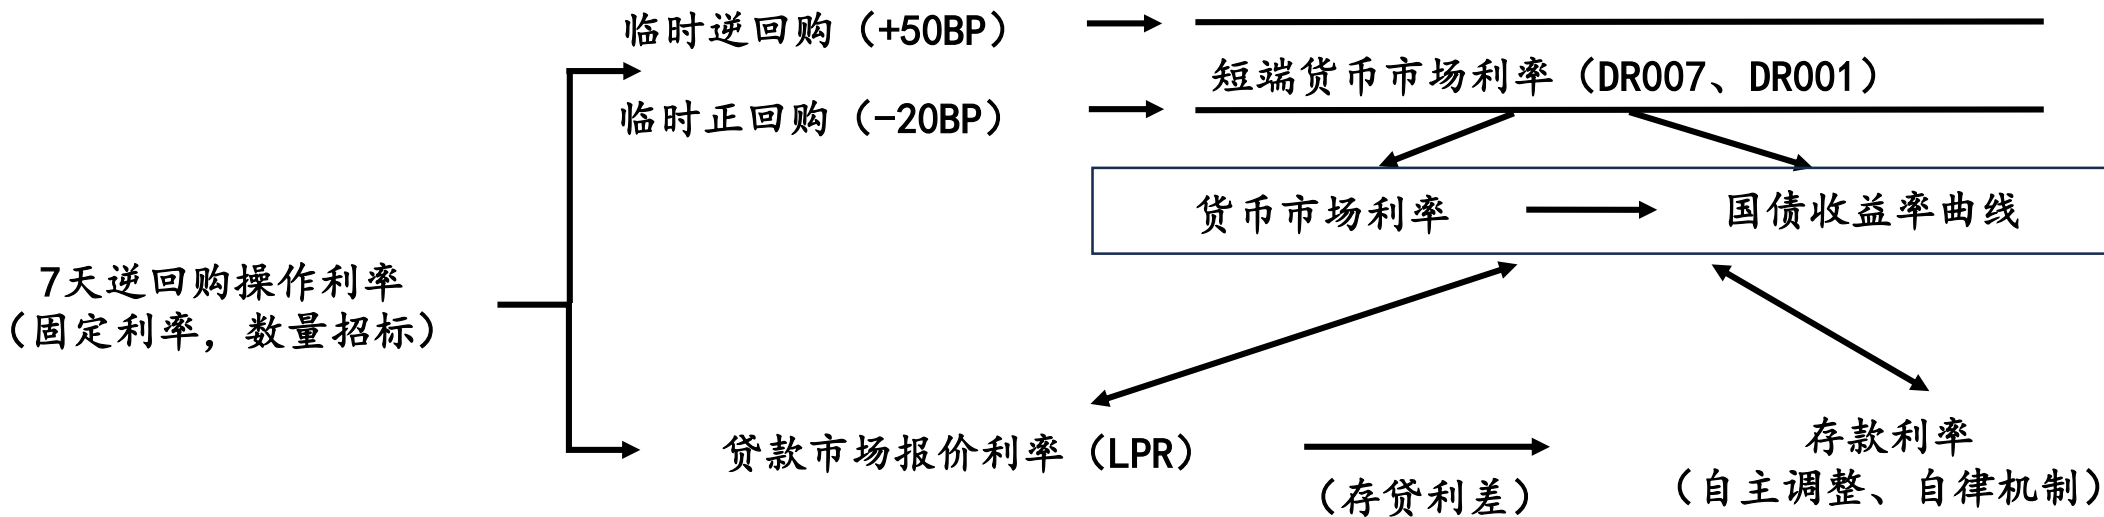 临时逆回购（+50BP）
临时正回购（-20BP）
短端货币市场利率（DR007、DR001）
货币市场利率
国债收益率曲线
7天逆回购操作利率
（固定利率，数量招标）
贷款市场报价利率（LPR）
（存贷利差）
存款利率
（自主调整、自律机制）